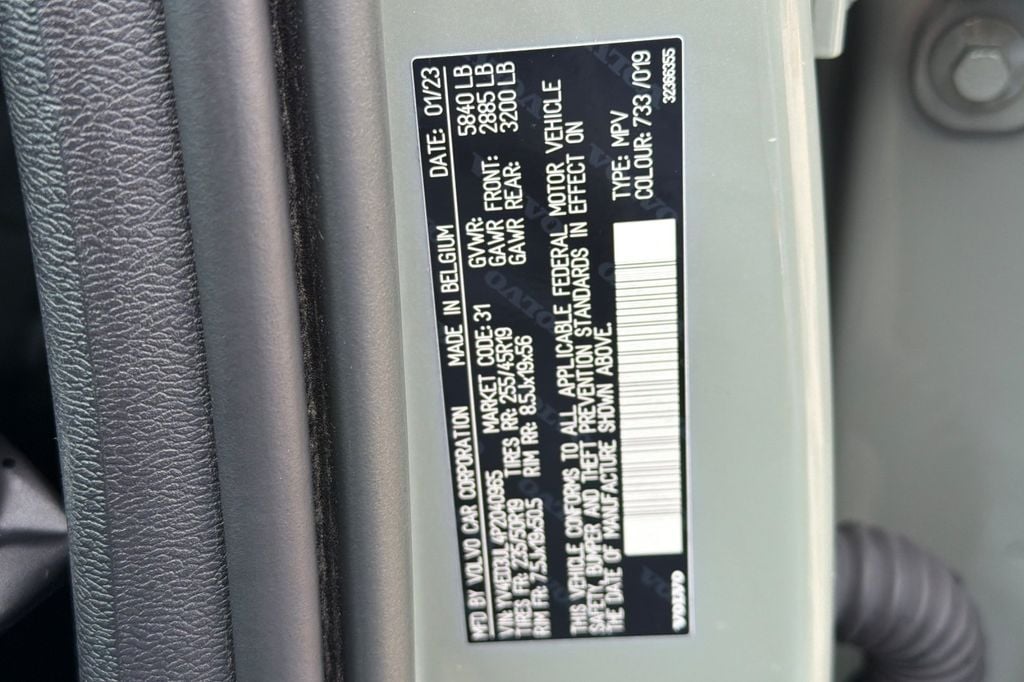 MFD BY VOLVO CAR CORPORATION MADE IN BELGIUM DATE: 01/23
VIN: YV4ED3UL4P2040965 MARKET CODE: 31 GVWR: 5840 LB
TIRES FR: 235/50R19 TIRES RR: 255/45R19 GAWR FRONT: 2885 LB
RIM FR: 7.5Jx19x50.5 RIM RR: 8.5Jx19x56 GAWR REAR: 3200 LB
THIS VEHICLE CONFORMS TO ALL APPLICABLE FEDERAL MOTOR VEHICLE
SAFETY, BUMPER AND THEFT PREVENTION STANDARDS IN EFFECT ON
THE DATE OF MANUFACTURE SHOWN ABOVE.
TYPE: MPV
COLOUR: 733 /019
VOLVO
32366355